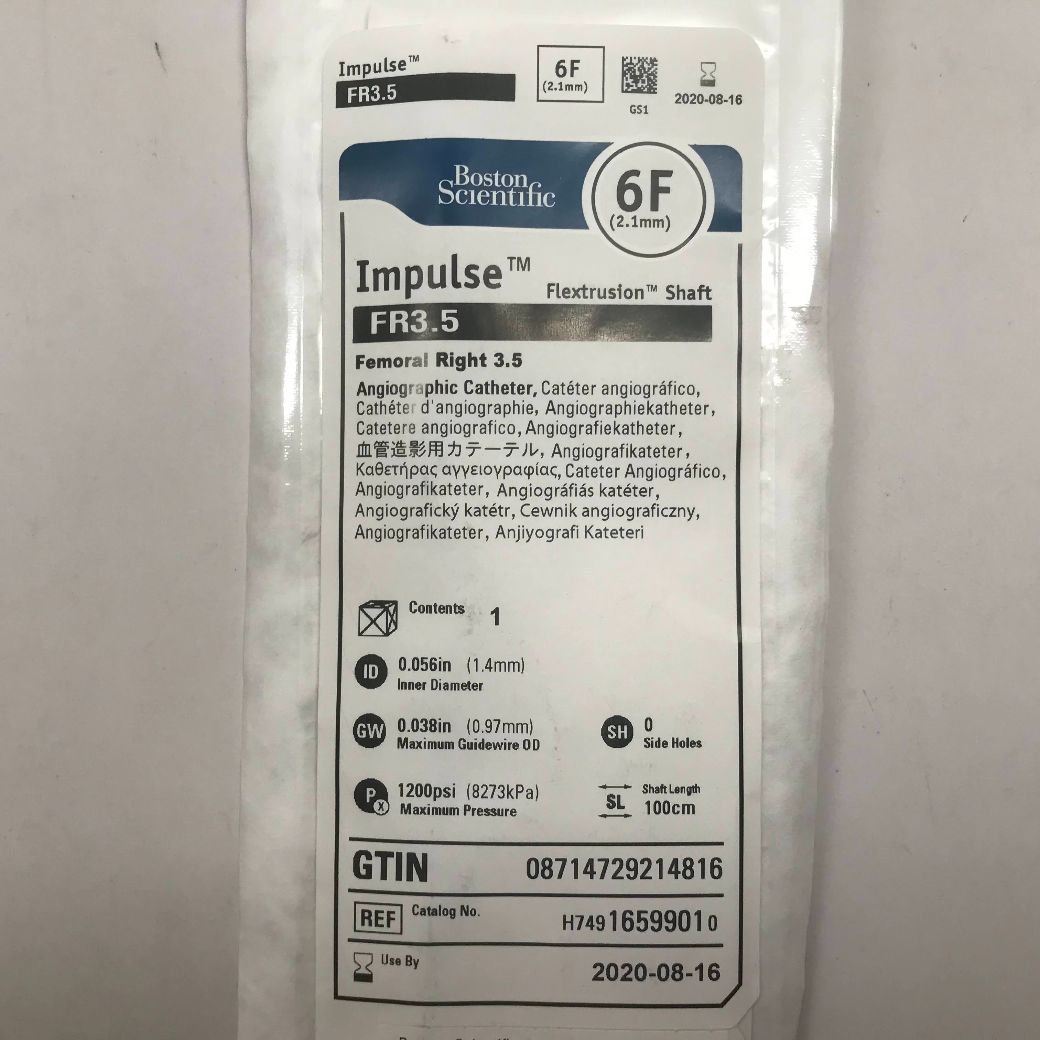 Impulse™
FR3.5
6F
(2.1mm)
GS1
2020-08-16
Boston
Scientific
6F
(2.1mm)
Impulse™
Flextrusion™ Shaft
FR3.5
Femoral Right 3.5
Angiographic Catheter, Catéter angiográfico,
Cathéter d'angiographie, Angiographiekatheter,
Catetere angiografico, Angiografiekatheter,
血管造影用カテーテル, Angiografikateter,
Καθετήρας αγγειογραφίας, Cateter Angiográfico,
Angiografikateter, Angiográfiás katéter,
Angiografický katétr, Cewnik angiograficzny,
Angiografikateter, Anjiyografi Kateteri
Contents 1
ID 0.056in (1.4mm)
Inner Diameter
GW 0.038in (0.97mm)
Maximum Guidewire OD
SH 0
Side Holes
PX 1200psi (8273kPa)
Maximum Pressure
SL Shaft Length
100cm
GTIN 08714729214816
REF Catalog No. H74916599010
Use By 2020-08-16